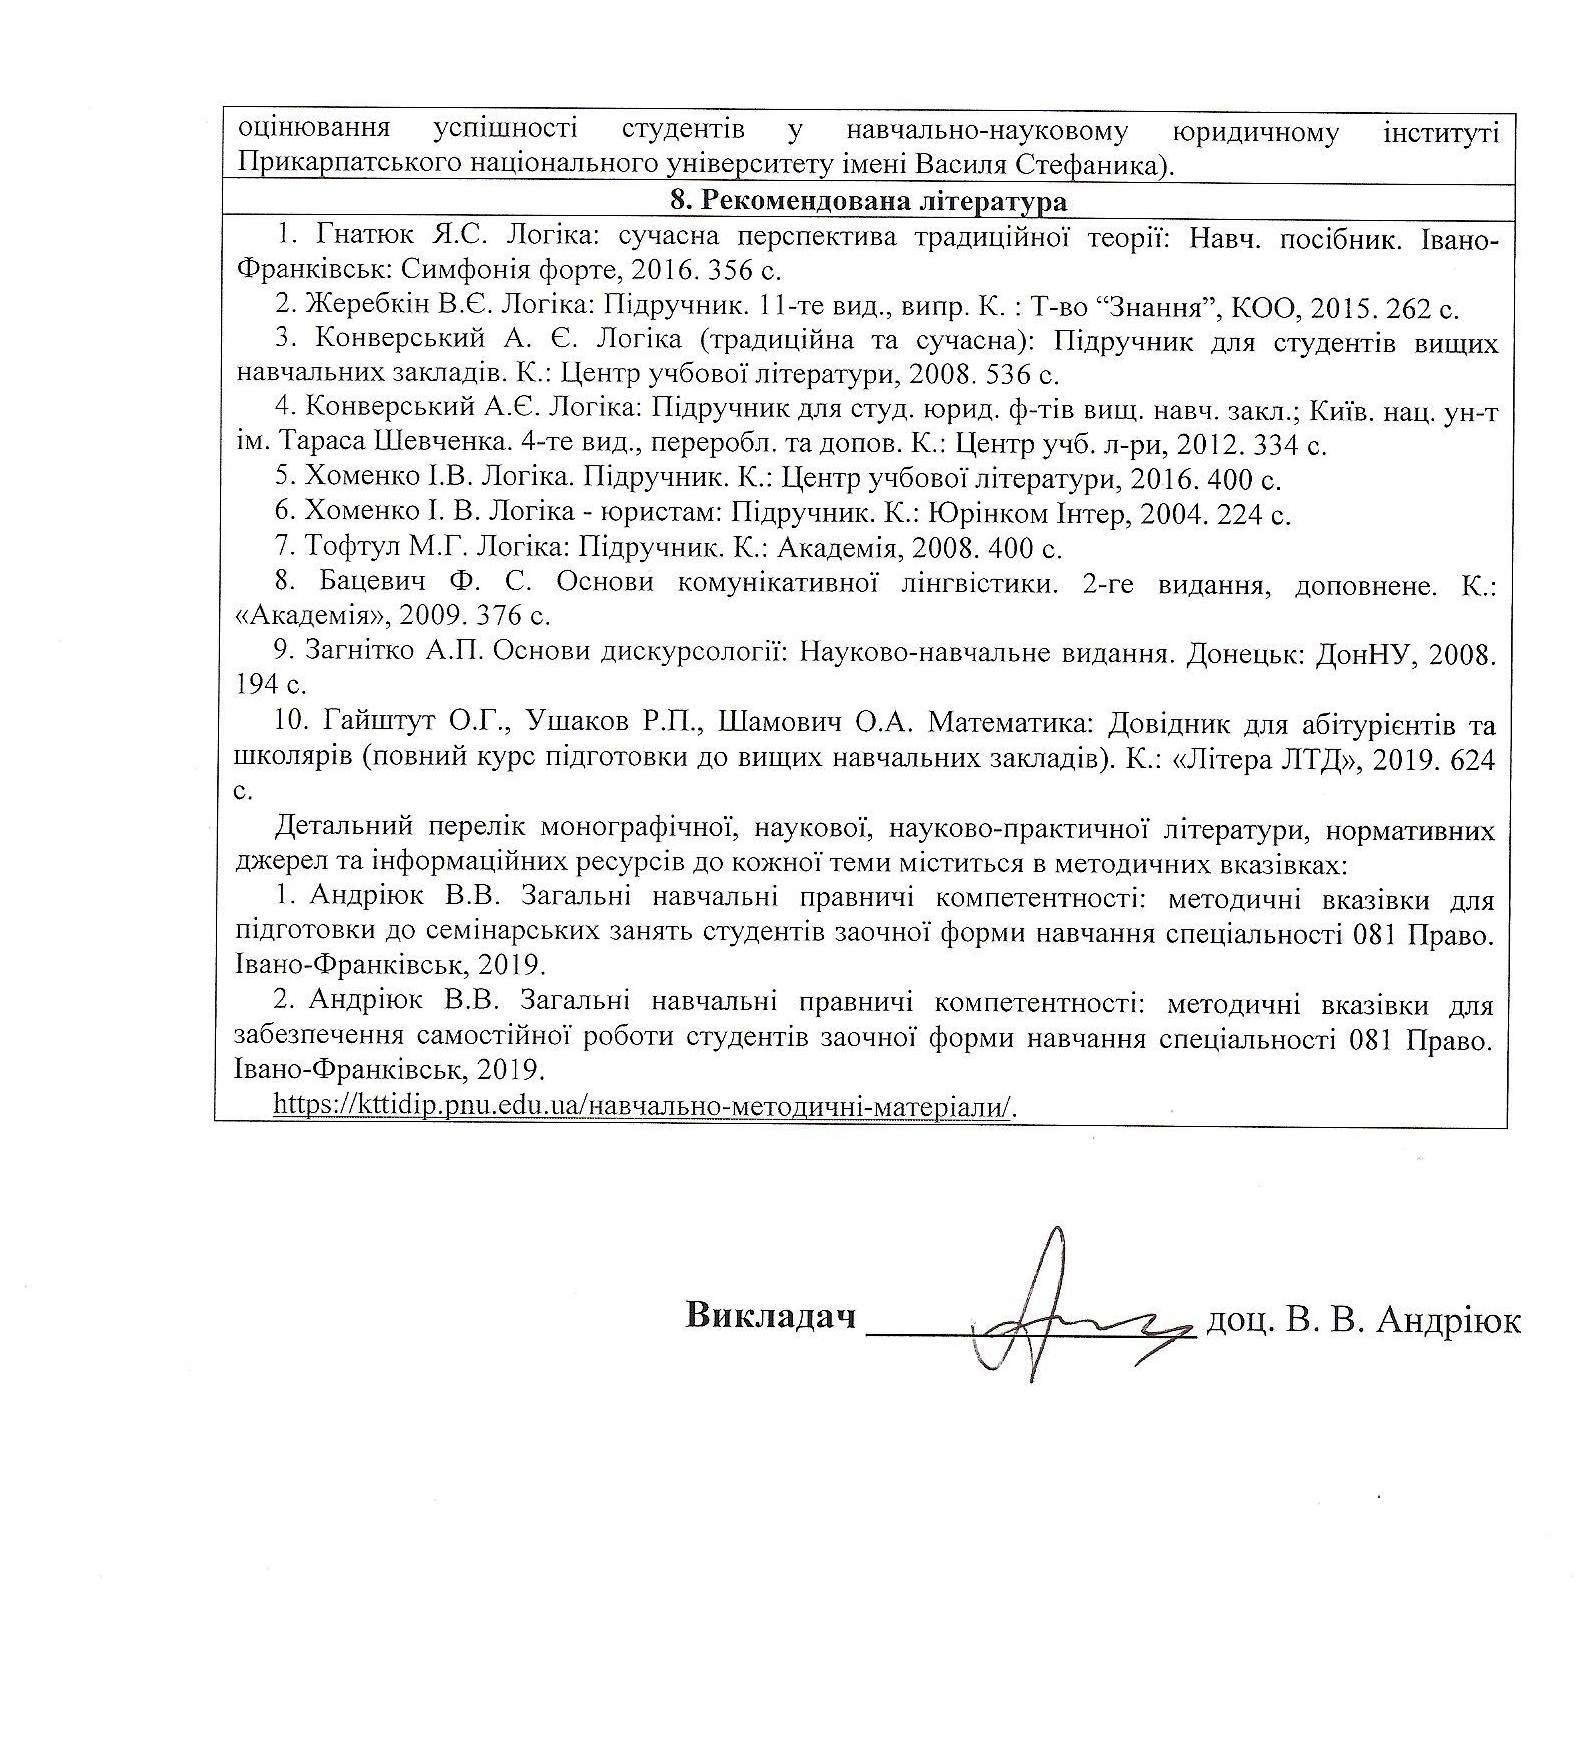 оцінювання успішності студентів у навчально-науковому юридичному інституті
Прикарпатського національного університету імені Василя Стефаника).
8. Рекомендована література
1. Гнатюк Я.С. Логіка: сучасна перспектива традиційної теорії: Навч. посібник. Івано-
Франківськ: Симфонія форте, 2016. 356 с.
2. Жеребкін В.Є. Логіка: Підручник. 11-те вид., випр. К. : Т-во “Знання”, КОО, 2015. 262 с.
3. Конверський А. Є. Логіка (традиційна та сучасна): Підручник для студентів вищих
навчальних закладів. К.: Центр учбової літератури, 2008. 536 с.
4. Конверський А.Є. Логіка: Підручник для студ. юрид. ф-тів вищ. навч. закл.; Київ. нац. ун-т
ім. Тараса Шевченка. 4-те вид., переробл. та допов. К.: Центр учб. л-ри, 2012. 334 с.
5. Хоменко І.В. Логіка. Підручник. К.: Центр учбової літератури, 2016. 400 с.
6. Хоменко І. В. Логіка - юристам: Підручник. К.: Юрінком Інтер, 2004. 224 с.
7. Тофтул М.Г. Логіка: Підручник. К.: Академія, 2008. 400 с.
8. Бацевич Ф. С. Основи комунікативної лінгвістики. 2-ге видання, доповнене. К.:
«Академія», 2009. 376 с.
9. Загнітко А.П. Основи дискурсології: Науково-навчальне видання. Донецьк: ДонНУ, 2008.
194 с.
10. Гайштут О.Г., Ушаков Р.П., Шамович О.А. Математика: Довідник для абітурієнтів та
школярів (повний курс підготовки до вищих навчальних закладів). К.: «Літера ЛТД», 2019. 624
с.
Детальний перелік монографічної, наукової, науково-практичної літератури, нормативних
джерел та інформаційних ресурсів до кожної теми міститься в методичних вказівках:
1. Андріюк В.В. Загальні навчальні правничі компетентності: методичні вказівки для
підготовки до семінарських занять студентів заочної форми навчання спеціальності 081 Право.
Івано-Франківськ, 2019.
2. Андріюк В.В. Загальні навчальні правничі компетентності: методичні вказівки для
забезпечення самостійної роботи студентів заочної форми навчання спеціальності 081 Право.
Івано-Франківськ, 2019.
https://kttidip.pnu.edu.ua/навчально-методичні-матеріали/.
Викладач доц. В. В. Андріюк